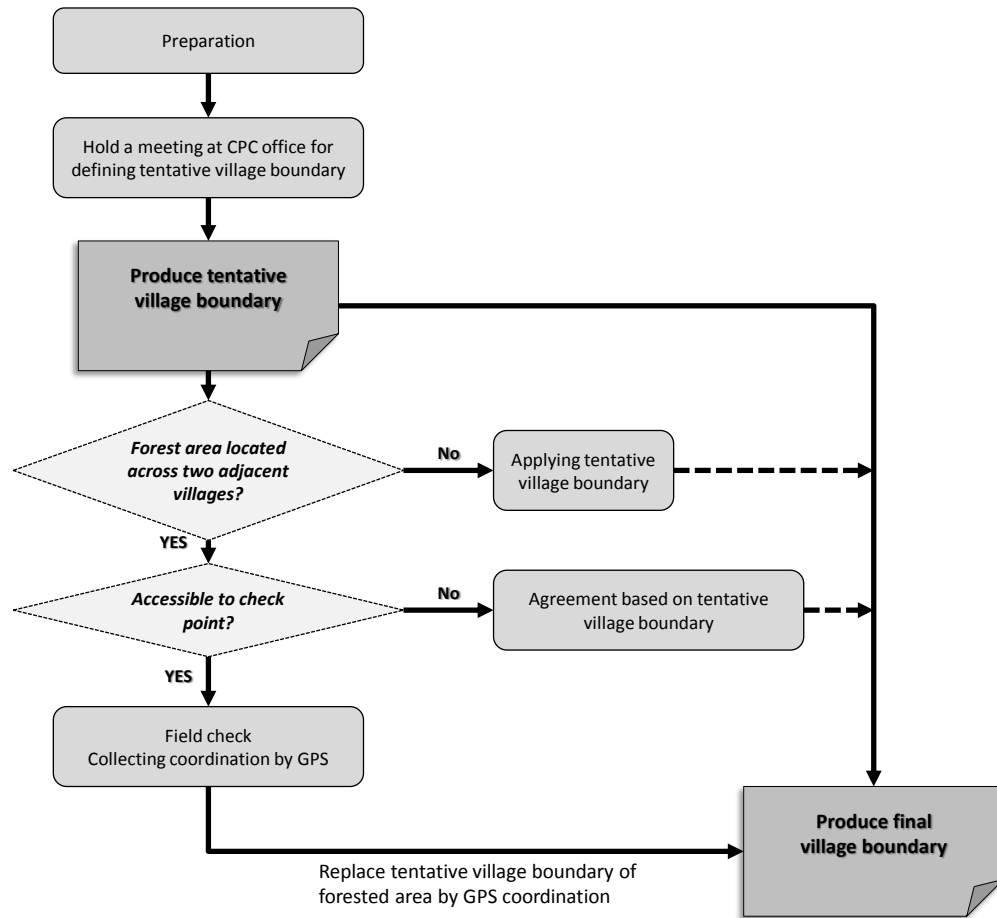 Preparation
Hold a meeting at CPC office for
defining tentative village boundary
Produce tentative
village boundary
Forest area located
across two adjacent
villages?
No
Applying tentative
village boundary
YES
Accessible to check
point?
No
Agreement based on tentative
village boundary
YES
Field check
Collecting coordination by GPS
Produce final
village boundary
Replace tentative village boundary of
forested area by GPS coordination